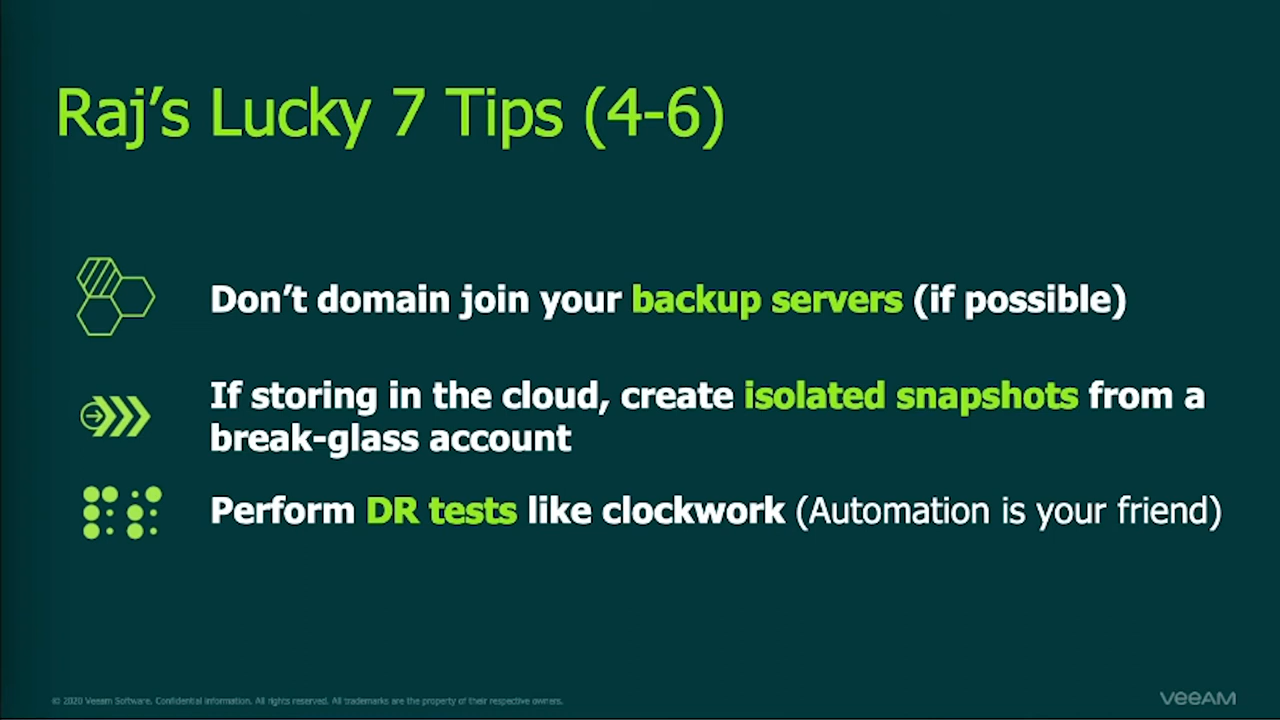 Raj’s Lucky 7 Tips (4-6)
Don’t domain join your backup servers (if possible)
If storing in the cloud, create isolated snapshots from a
break-glass account
Perform DR tests like clockwork (Automation is your friend)
© 2020 Veeam Software. Confidential information. All rights reserved. All trademarks are the property of their respective owners.
VEEAM